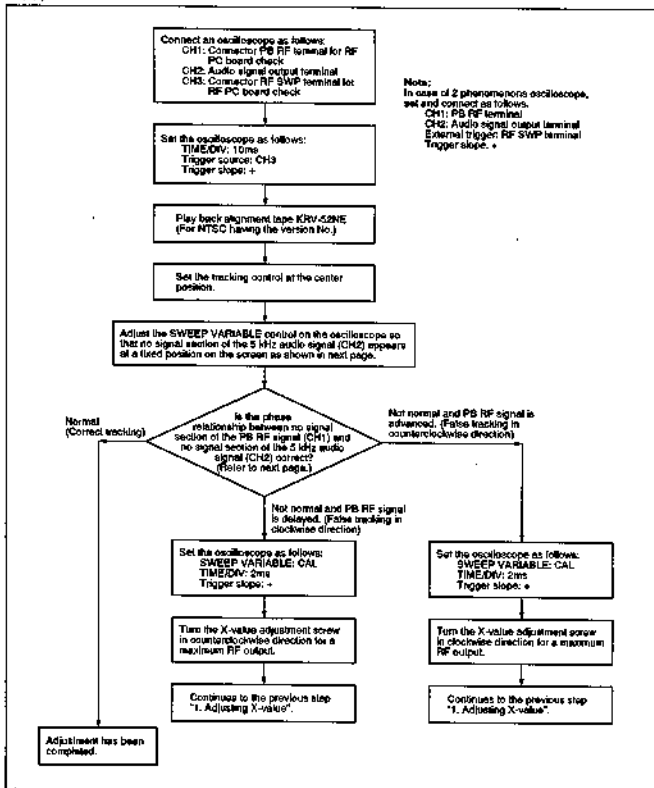 Connect an oscilloscope as follows:
CH1: Connector PB RF terminal for RF
PC board check
CH2: Audio signal output terminal
CH3: Connector RF SWP terminal for
RF PC board check
Note;
In case of 2 phenomenons oscilloscope,
set and connect as follows.
CH1: PB RF terminal
CH2: Audio signal output terminal
External trigger: RF SWP terminal
Trigger slope: +
Set the oscilloscope as follows:
TIME/DIV: 10ms
Trigger source: CH3
Trigger slope: +
Play back alignment tape KRV-52NE
(For NTSC having the version No.)
Set the tracking control at the center
position.
Adjust the SWEEP VARIABLE control on the oscilloscope so
that no signal section of the 5 kHz audio signal (CH2) appears
at a fixed position on the screen as shown in next page.
Normal
(Correct tracking)
Is the phase
relationship between no signal
section of the PB RF signal (CH1) and
no signal section of the 5 kHz audio
signal (CH2) correct?
(Refer to next page.)
Not normal and PB RF signal is
advanced. (False tracking in
counterclockwise direction)
Not normal and PB RF signal
is delayed. (False tracking in
clockwise direction)
Set the oscilloscope as follows:
SWEEP VARIABLE: CAL
TIME/DIV: 2ms
Trigger slope: +
Set the oscilloscope as follows:
SWEEP VARIABLE: CAL
TIME/DIV: 2ms
Trigger slope: +
Turn the X-value adjustment screw
in counterclockwise direction for a
maximum RF output.
Turn the X-value adjustment screw
in clockwise direction for a maximum
RF output.
Continues to the previous step
"1. Adjusting X-value".
Continues to the previous step
"1. Adjusting X-value".
Adjustment has been
completed.